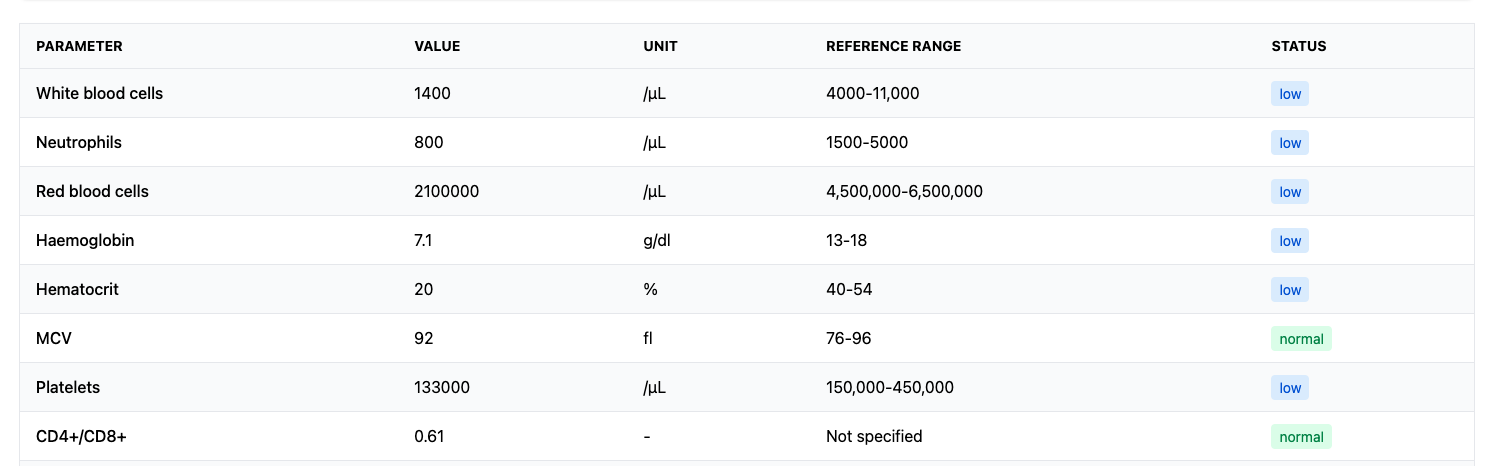 PARAMETER VALUE UNIT REFERENCE RANGE STATUS
White blood cells 1400 /µL 4000-11,000 low
Neutrophils 800 /µL 1500-5000 low
Red blood cells 2100000 /µL 4,500,000-6,500,000 low
Haemoglobin 7.1 g/dl 13-18 low
Hematocrit 20 % 40-54 low
MCV 92 fl 76-96 normal
Platelets 133000 /µL 150,000-450,000 low
CD4+/CD8+ 0.61 - Not specified normal